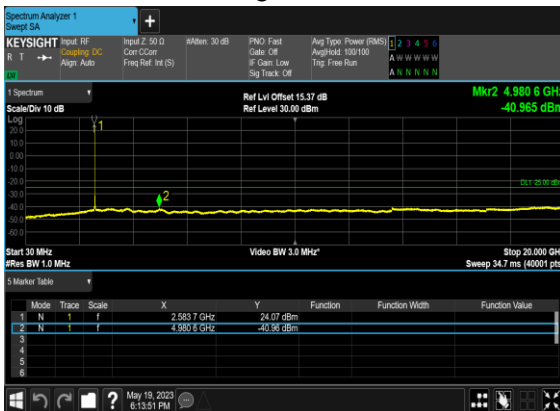 Spectrum Analyzer 1
Swept SA
+
KEYSIGHT Input: RF Input Z: 50 Ω #Atten: 30 dB PNO: Fast Avg Type: Power (RMS) 1 2 3 4 5 6
R T Coupling: DC Corr CCorr Gate: Off Avg|Hold: 100/100 A W W W W W
Align: Auto Freq Ref: Int (S) IF Gain: Low Trig: Free Run
LV Sig Track: Off A N N N N N
1 Spectrum Ref Lvl Offset 15.37 dB Mkr2 4.980 6 GHz
Scale/Div 10 dB Ref Level 30.00 dBm -40.965 dBm
Log
20.0
10.0
0.00
-10.0
-20.0
-30.0
-40.0
-50.0
-60.0
1
2
DL1 -25.00 dBm
Start 30 MHz Video BW 3.0 MHz* Stop 20.000 GHz
#Res BW 1.0 MHz Sweep 34.7 ms (40001 pts)
5 Marker Table
Mode Trace Scale X Y Function Function Width Function Value
1 N 1 f 2.583 7 GHz 24.07 dBm
2 N 1 f 4.980 6 GHz -40.96 dBm
3
4
5
6
? May 19, 2023
6:13:51 PM